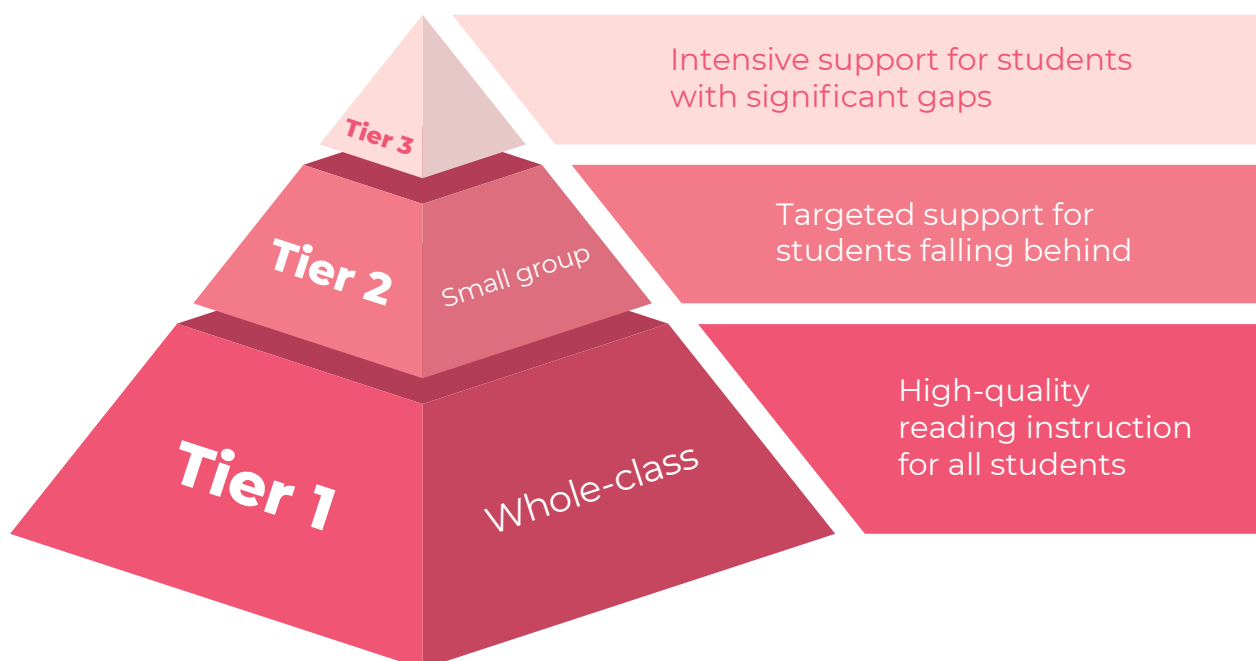 Intensive support for students
with significant gaps
Tier 3
Targeted support for
students falling behind
Tier 2
Small group
High-quality
reading instruction
for all students
Tier 1
Whole-class